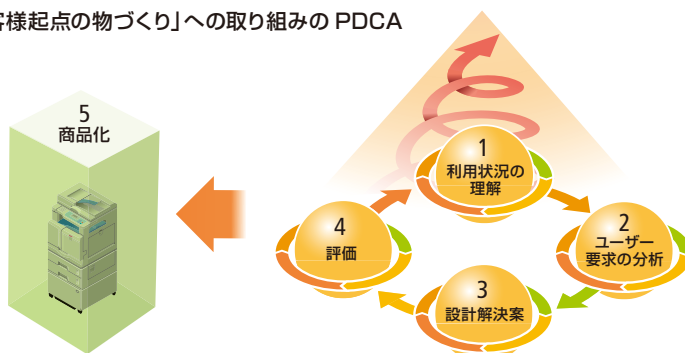 客様起点の物づくり」への取り組みの PDCA
5
商品化
1
利用状況の
理解
2
ユーザー
要求の分析
3
設計解決案
4
評価